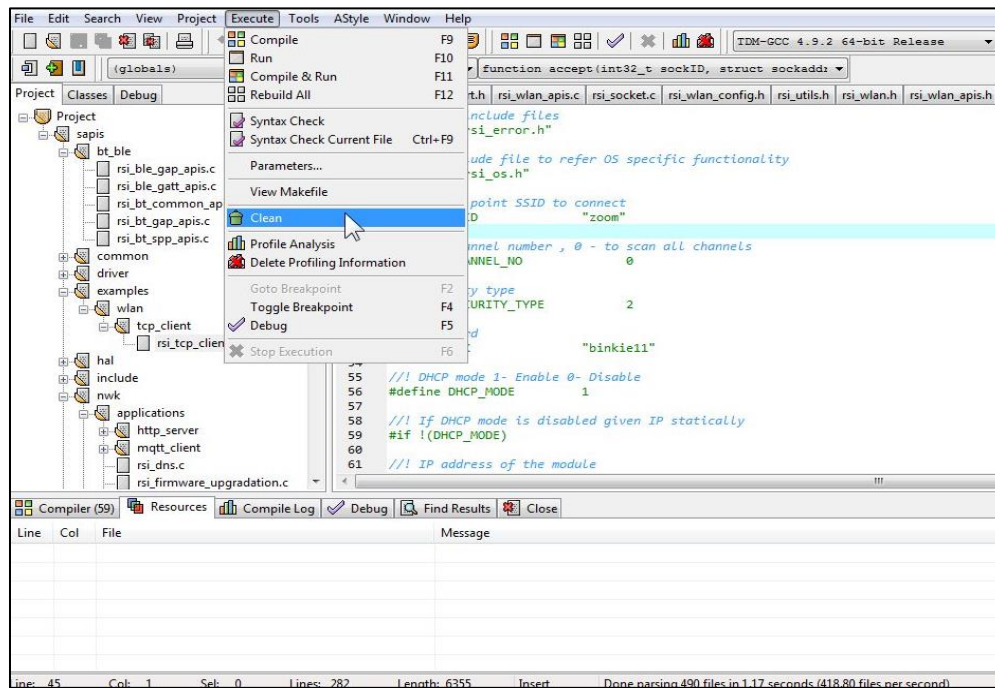 File Edit Search View Project Execute Tools AStyle Window Help
TDM-GCC 4.9.2 64-bit Release
(globals)
function accept(int32_t sockID, struct sockadd
Project Classes Debug
rt.h rsi_wlan_apis.c rsi_socket.c rsi_wlan_config.h rsi_utils.h rsi_wlan.h rsi_wlan_apis.h
Compile F9
Run F10
Compile & Run F11
Rebuild All F12
Syntax Check
Syntax Check Current File Ctrl+F9
Parameters...
View Makefile
Clean
Profile Analysis
Delete Profiling Information
Goto Breakpoint F2
Toggle Breakpoint F4
Debug F5
Stop Execution F6
Project
sapis
bt_ble
rsi_ble_gap_apis.c
rsi_ble_gatt_apis.c
rsi_bt_common_ap
rsi_bt_gap_apis.c
rsi_bt_spp_apis.c
common
driver
examples
wlan
tcp_client
rsi_tcp_clien
hal
include
nwk
applications
http_server
mqtt_client
rsi_dns.c
rsi_firmware_upgradation.c
nclude files
si_error.h"
ude file to refer OS specific functionality
si_os.h"
point SSID to connect
D "zoom"
nnel number , 0 - to scan all channels
NNEL_NO 0
ty type
CURITY_TYPE 2
rd
"binkie11"
54
55 //! DHCP mode 1- Enable 0- Disable
56 #define DHCP_MODE 1
57
58 //! If DHCP mode is disabled given IP statically
59 #if !(DHCP_MODE)
60
61 //! IP address of the module
Compiler (59) Resources Compile Log Debug Find Results Close
Line Col File Message
Line: 45 Col: 1 Sel: 0 Lines: 282 Length: 6355 Insert Done parsing 490 files in 1.17 seconds (418.80 files per second)